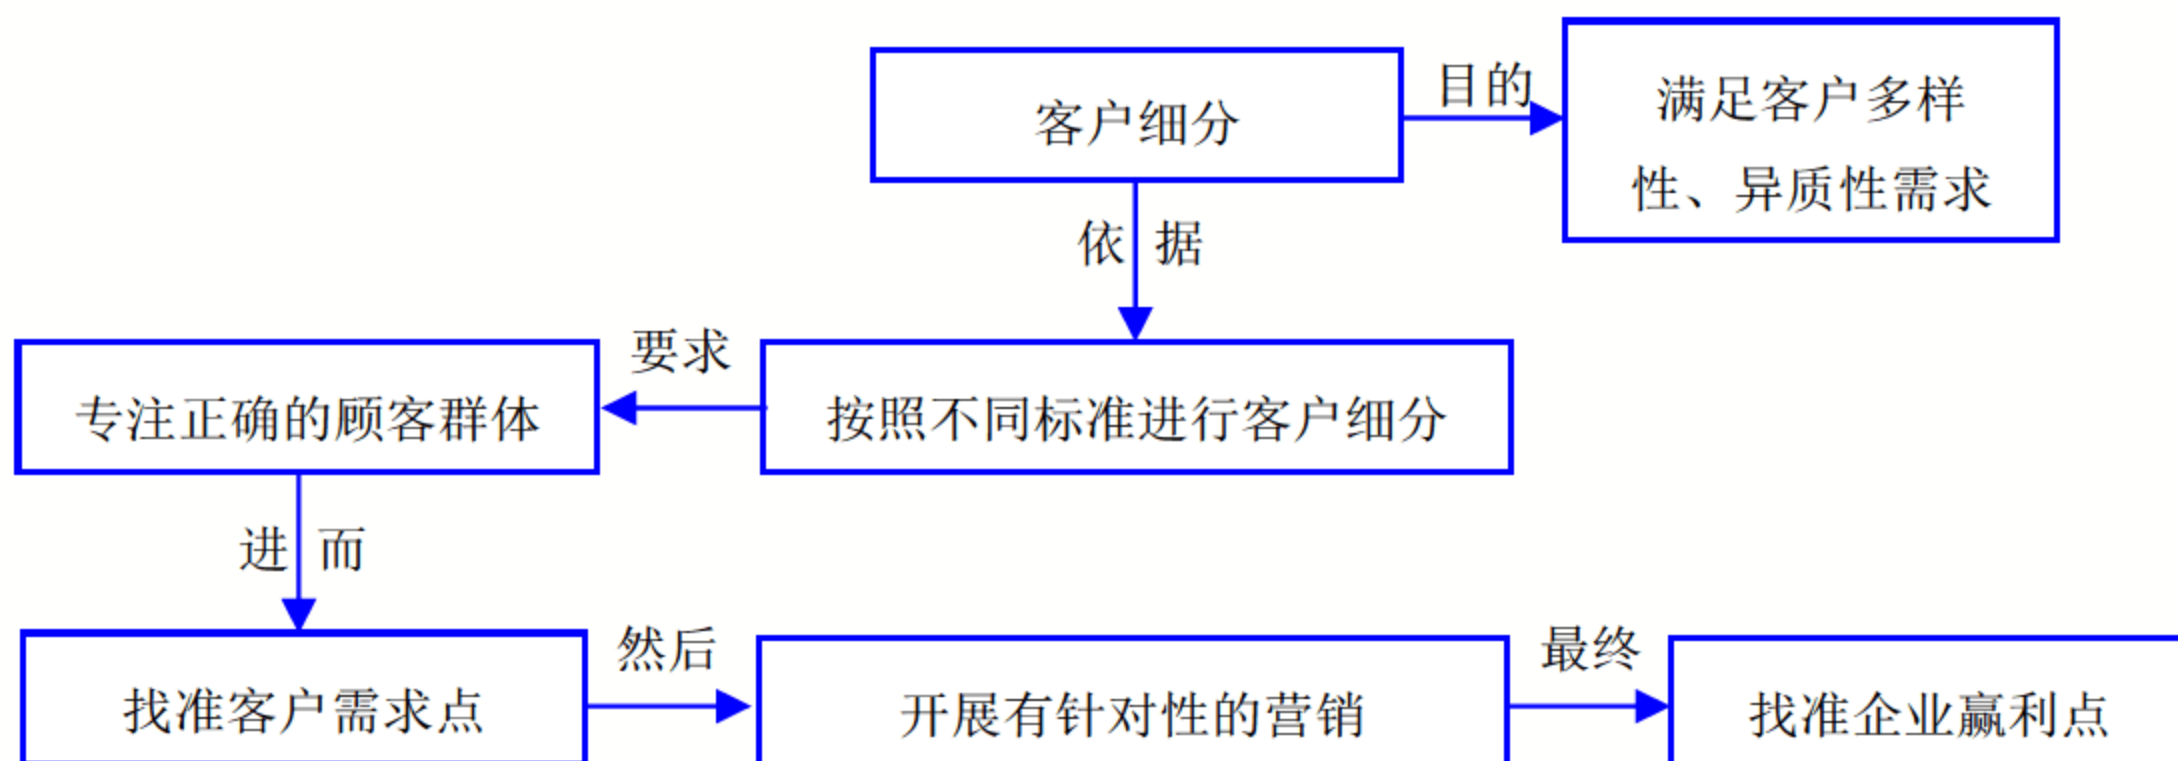 客户细分
目的
满足客户多样
性、异质性需求
依 据
要求
专注正确的顾客群体
按照不同标准进行客户细分
进 而
找准客户需求点
然后
开展有针对性的营销
最终
找准企业赢利点